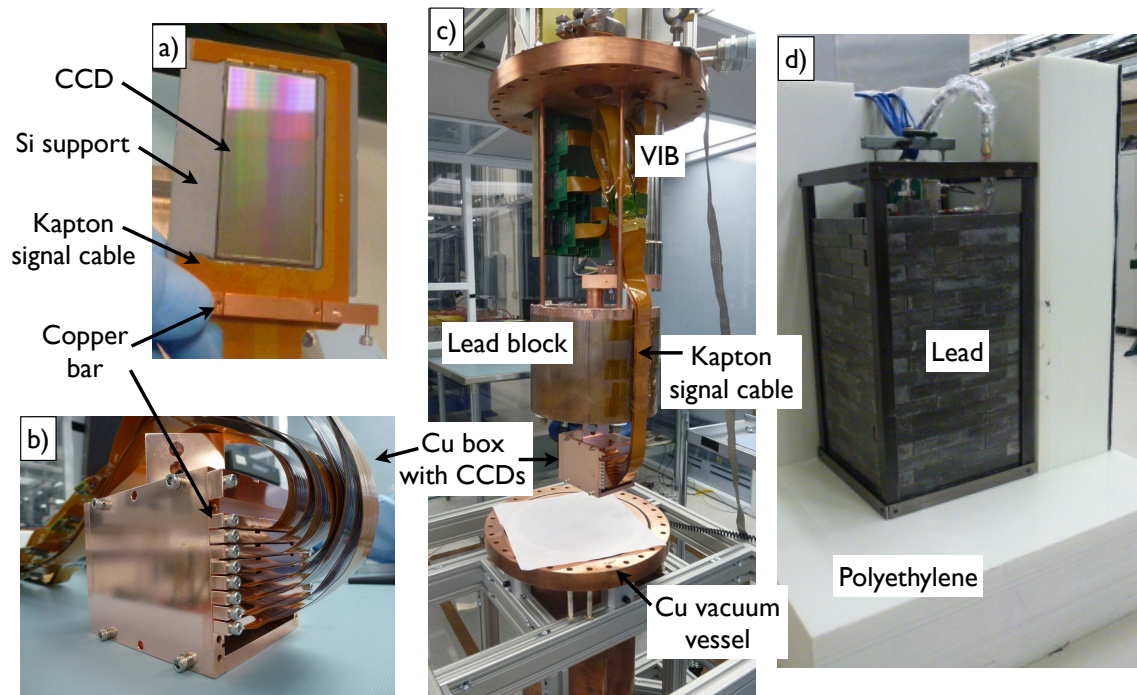 a)
CCD
Si support
Kapton
signal cable
Copper
bar
b)
c)
VIB
Lead block
Kapton
signal cable
Cu box
with CCDs
Cu vacuum
vessel
d)
Lead
Polyethylene